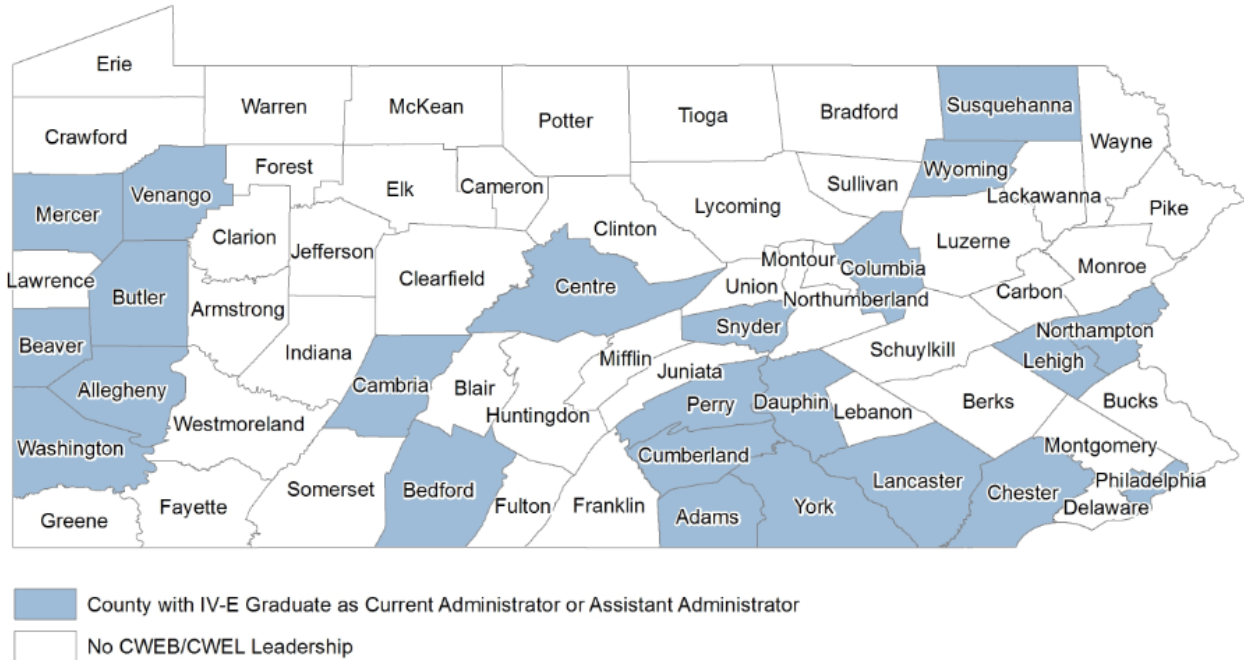 Erie
Warren
McKean
Potter
Tioga
Bradford
Susquehanna
Crawford
Wayne
Forest
Venango
Elk
Cameron
Sullivan
Wyoming
Lackawanna
Mercer
Lycoming
Pike
Clarion
Jefferson
Clinton
Luzerne
Clearfield
Montour
Columbia
Monroe
Lawrence
Butler
Armstrong
Centre
Union
Northumberland
Carbon
Northampton
Beaver
Indiana
Snyder
Schuylkill
Lehigh
Mifflin
Juniata
Allegheny
Cambria
Blair
Huntingdon
Perry
Dauphin
Lebanon
Berks
Bucks
Westmoreland
Washington
Cumberland
Montgomery
Somerset
Bedford
Lancaster
Chester
Philadelphia
Greene
Fayette
Fulton
Franklin
Adams
York
Delaware
County with IV-E Graduate as Current Administrator or Assistant Administrator
No CWEB/CWEL Leadership